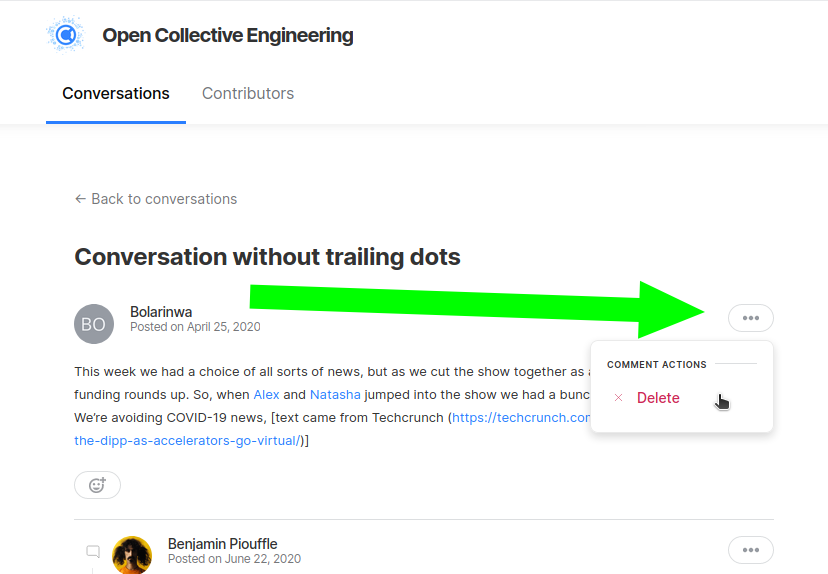 Open Collective Engineering
Conversations Contributors
← Back to conversations
Conversation without trailing dots
BO
Bolarinwa
Posted on April 25, 2020
COMMENT ACTIONS
Delete
This week we had a choice of all sorts of news, but as we cut the show together as
funding rounds up. So, when Alex and Natasha jumped into the show we had a bunc
We’re avoiding COVID-19 news, [text came from Techcrunch (https://techcrunch.co
the-dipp-as-accelerators-go-virtual/)]
Benjamin Piouffle
Posted on June 22, 2020